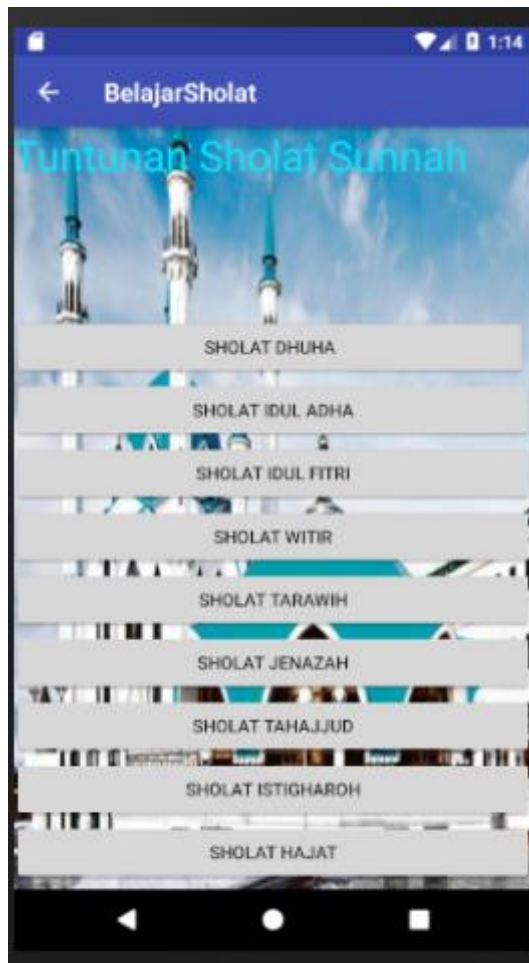 1:14
BelajarSholat
Tuntunan Sholat Sunnah
SHOLAT DHUHA
SHOLAT IDUL ADHA
SHOLAT IDUL FITRI
SHOLAT WITIR
SHOLAT TARAWIH
SHOLAT JENAZAH
SHOLAT TAHAJJUD
SHOLAT ISTIGHAROH
SHOLAT HAJAT